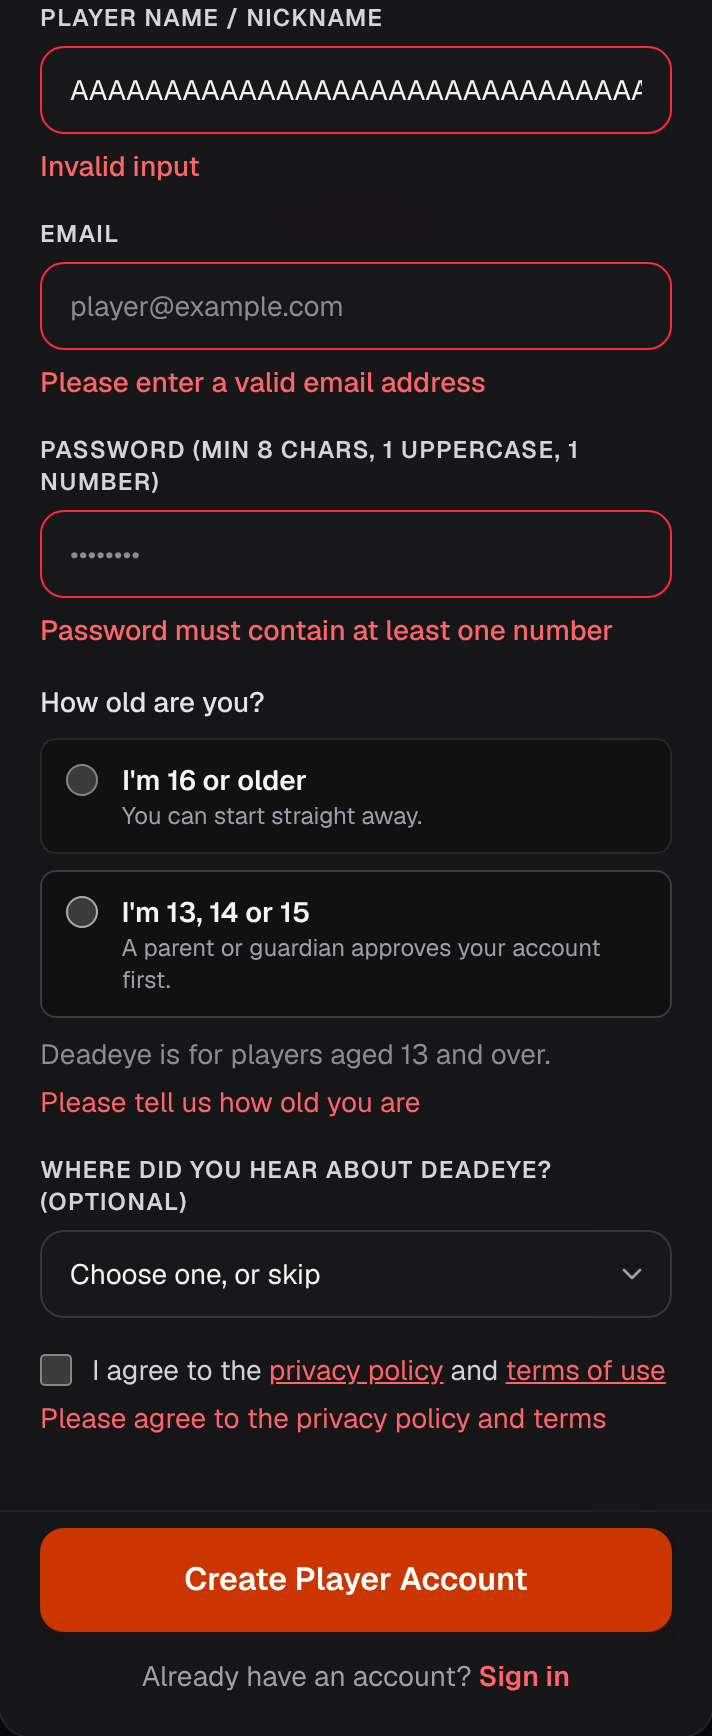 PLAYER NAME / NICKNAME
AAAAAAAAAAAAAAAAAAAAAAAAAAAAAAA
Invalid input
EMAIL
player@example.com
Please enter a valid email address
PASSWORD (MIN 8 CHARS, 1 UPPERCASE, 1
NUMBER)
••••••••
Password must contain at least one number
How old are you?
I'm 16 or older
You can start straight away.
I'm 13, 14 or 15
A parent or guardian approves your account
first.
Deadeye is for players aged 13 and over.
Please tell us how old you are
WHERE DID YOU HEAR ABOUT DEADEYE?
(OPTIONAL)
Choose one, or skip
I agree to the privacy policy and terms of use
Please agree to the privacy policy and terms
Create Player Account
Already have an account? Sign in